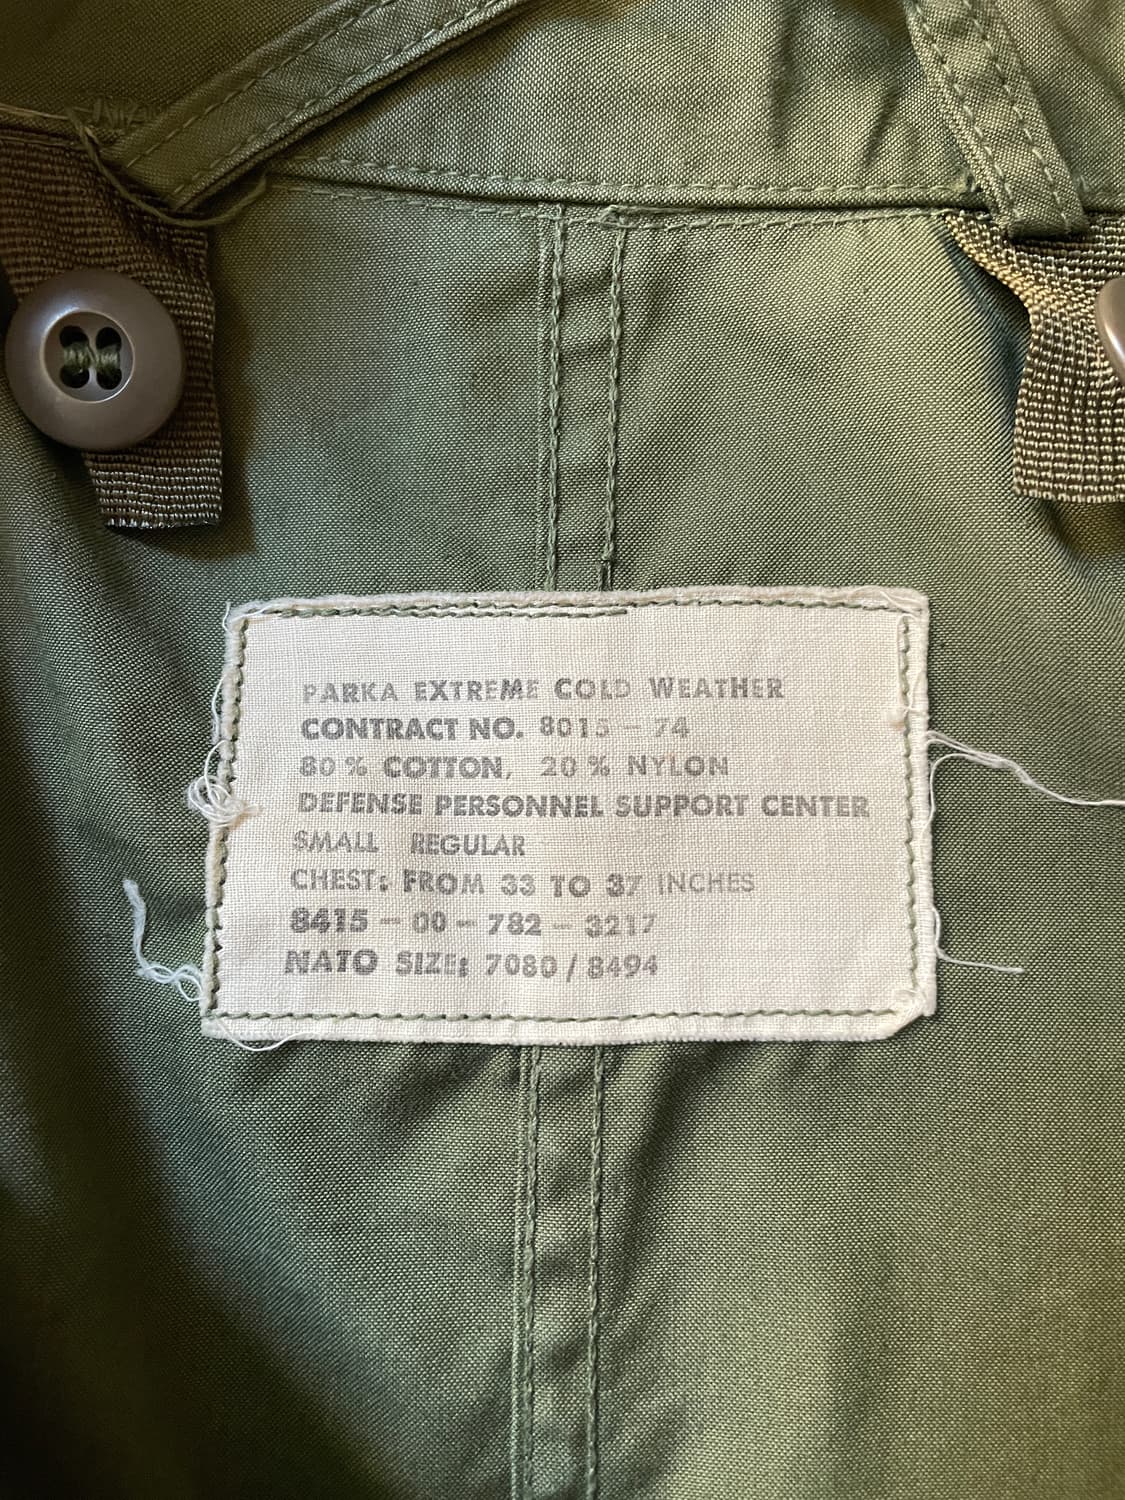 PARKA EXTREME COLD WEATHER
CONTRACT NO. 8015 - 74
80 % COTTON, 20 % NYLON
DEFENSE PERSONNEL SUPPORT CENTER
SMALL REGULAR
CHEST: FROM 33 TO 37 INCHES
8415 - 00 - 782 - 3217
NATO SIZE: 7080 / 8494